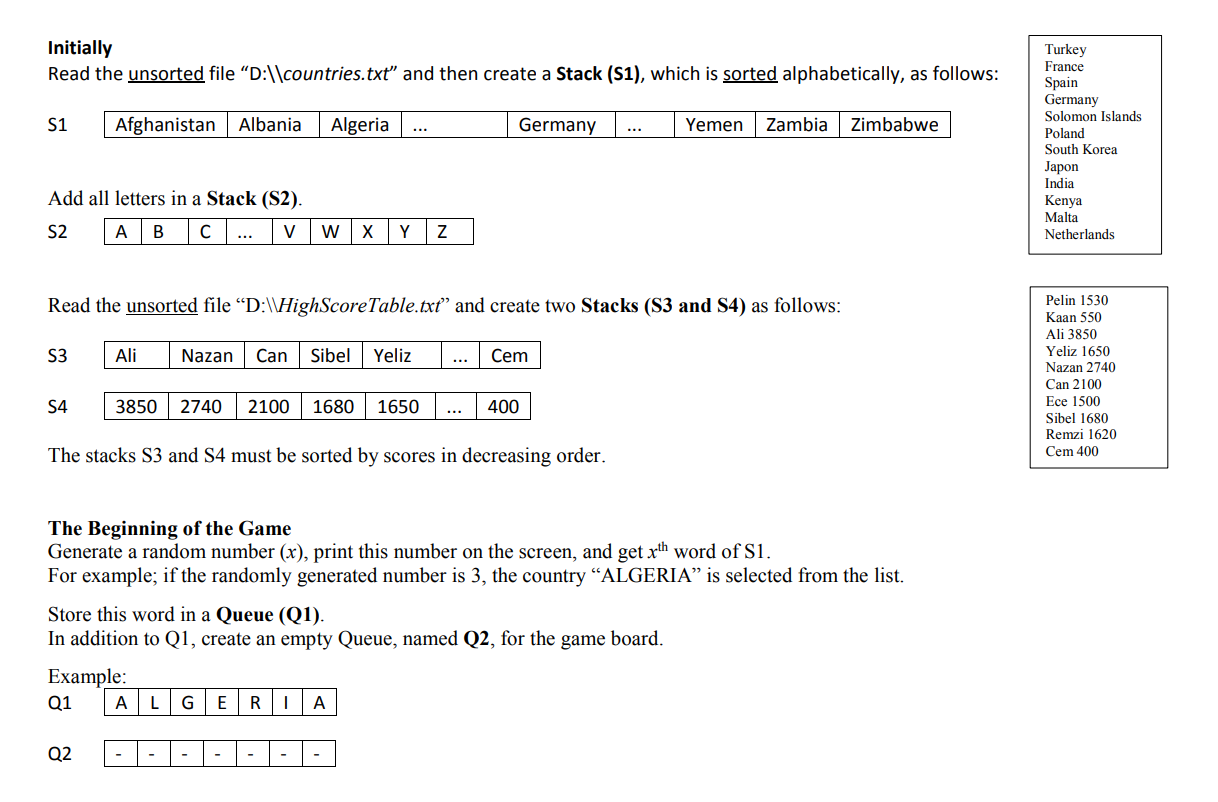 Initially
Read the unsorted file “D:\\countries.txt” and then create a Stack (S1), which is sorted alphabetically, as follows:
S1 Afghanistan Albania Algeria ... Germany ... Yemen Zambia Zimbabwe
Turkey
France
Spain
Germany
Solomon Islands
Poland
South Korea
Japon
India
Kenya
Malta
Netherlands
Add all letters in a Stack (S2).
S2 A B C ... V W X Y Z
Read the unsorted file “D:\\HighScoreTable.txt” and create two Stacks (S3 and S4) as follows:
S3 Ali Nazan Can Sibel Yeliz ... Cem
S4 3850 2740 2100 1680 1650 ... 400
Pelin 1530
Kaan 550
Ali 3850
Yeliz 1650
Nazan 2740
Can 2100
Ece 1500
Sibel 1680
Remzi 1620
Cem 400
The stacks S3 and S4 must be sorted by scores in decreasing order.
The Beginning of the Game
Generate a random number (x), print this number on the screen, and get xth word of S1.
For example; if the randomly generated number is 3, the country “ALGERIA” is selected from the list.
Store this word in a Queue (Q1).
In addition to Q1, create an empty Queue, named Q2, for the game board.
Example:
Q1 A L G E R I A
Q2 - - - - - - -